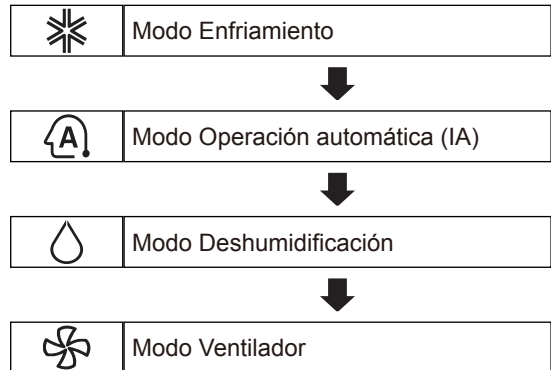 Modo Enfriamiento
A
Modo Operación automática (IA)
Modo Deshumidificación
Modo Ventilador